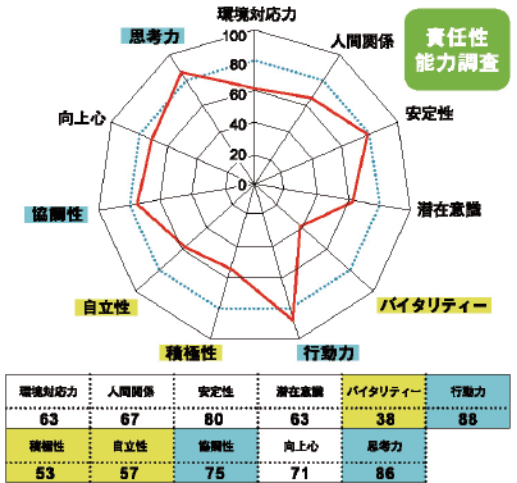 環境対応力
思考力
人間関係
責任性
能力調査
100
80
60
40
20
0
向上心
安定性
協調性
潜在意識
自立性
バイタリティー
積極性
行動力
環境対応力 人間関係 安定性 潜在意識 バイタリティー 行動力
63 67 80 63 38 88
積極性 自立性 協調性 向上心 思考力
53 57 75 71 86